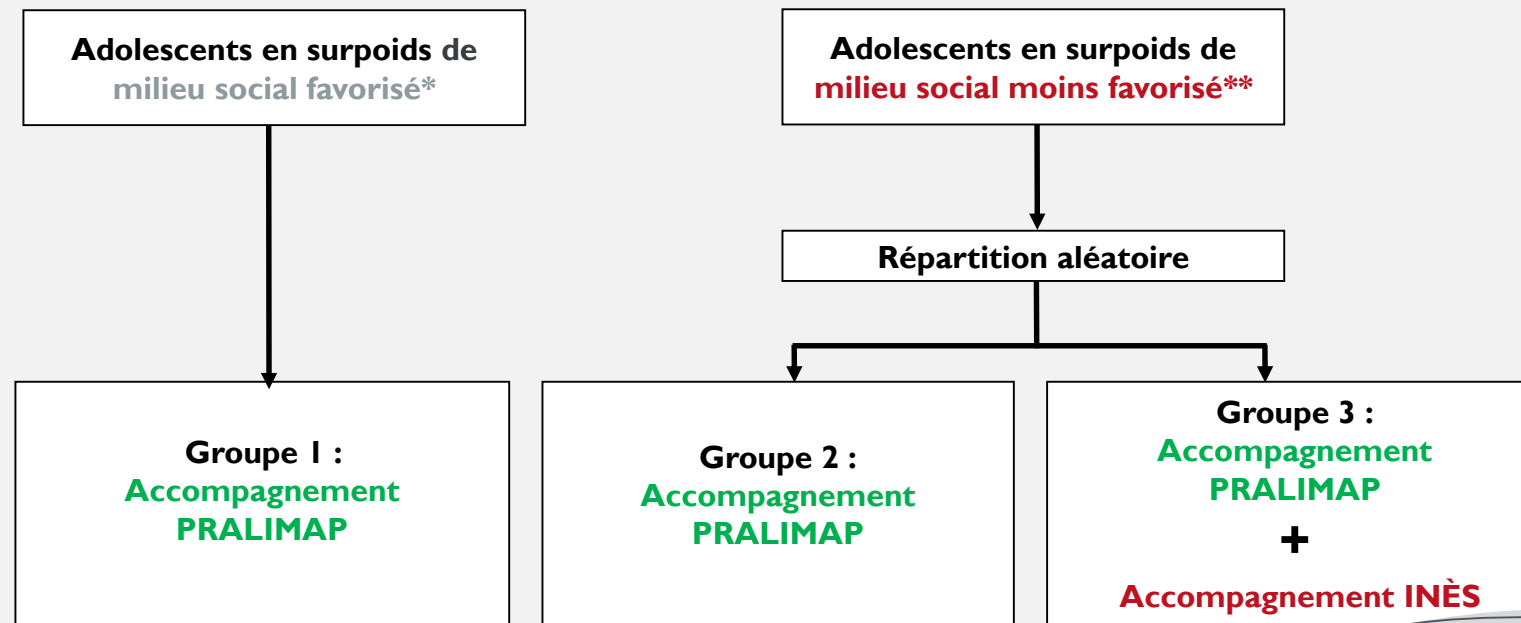 Adolescents en surpoids de
milieu social favorisé*
Adolescents en surpoids de
milieu social moins favorisé**
Répartition aléatoire
Groupe 1 :
Accompagnement
PRALIMAP
Groupe 2 :
Accompagnement
PRALIMAP
Groupe 3 :
Accompagnement
PRALIMAP
+
Accompagnement INÈS